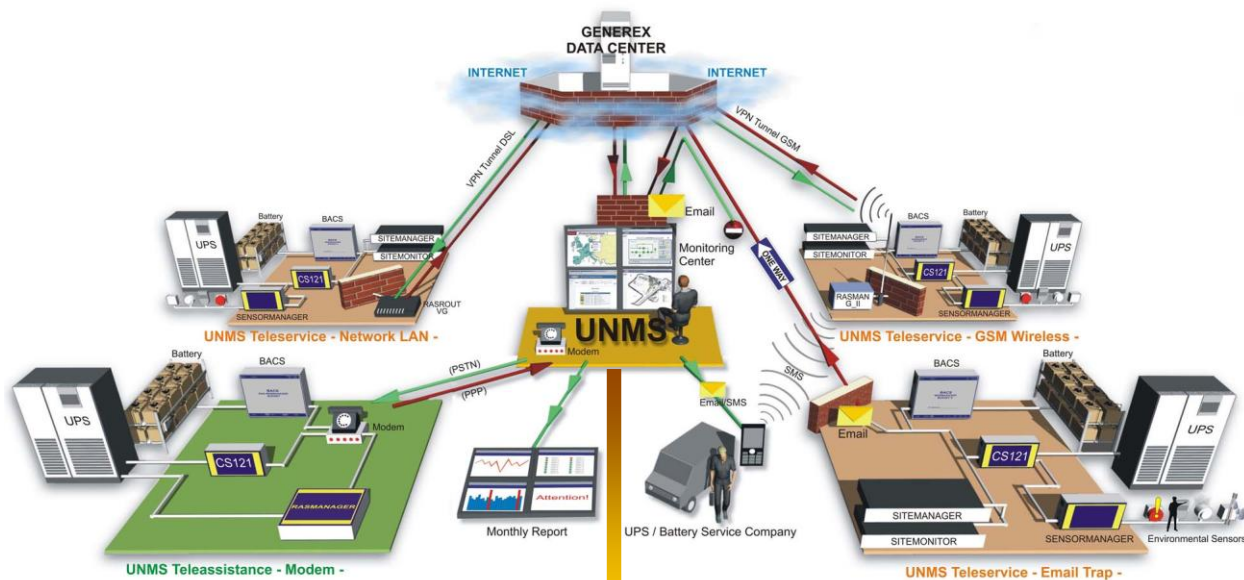 GENEREX
DATA CENTER
INTERNET
INTERNET
VPN Tunnel DSL
VPN Tunnel GSM
Email
Monitoring
Center
ONE WAY
UNMS
Modem
Battery
BACS
UPS
SITEMANAGER
SITEMONITOR
CS121
SENSORMANAGER
RASROUT
VG
UNMS Teleservice - Network LAN -
SITEMANAGER
SITEMONITOR
BACS
Battery
UPS
CS121
RASMAN
G_II
SENSORMANAGER
UNMS Teleservice - GSM Wireless -
Battery
BACS
UPS
CS121
Modem
RASMANAGER
(PSTN)
(PPP)
UNMS Teleassistance - Modem -
Attention!
Monthly Report
Email/SMS
SMS
UPS / Battery Service Company
Email
BACS
Battery
UPS
CS121
SITEMANAGER
SITEMONITOR
SENSORMANAGER
Environmental Sensors
UNMS Teleservice - Email Trap -